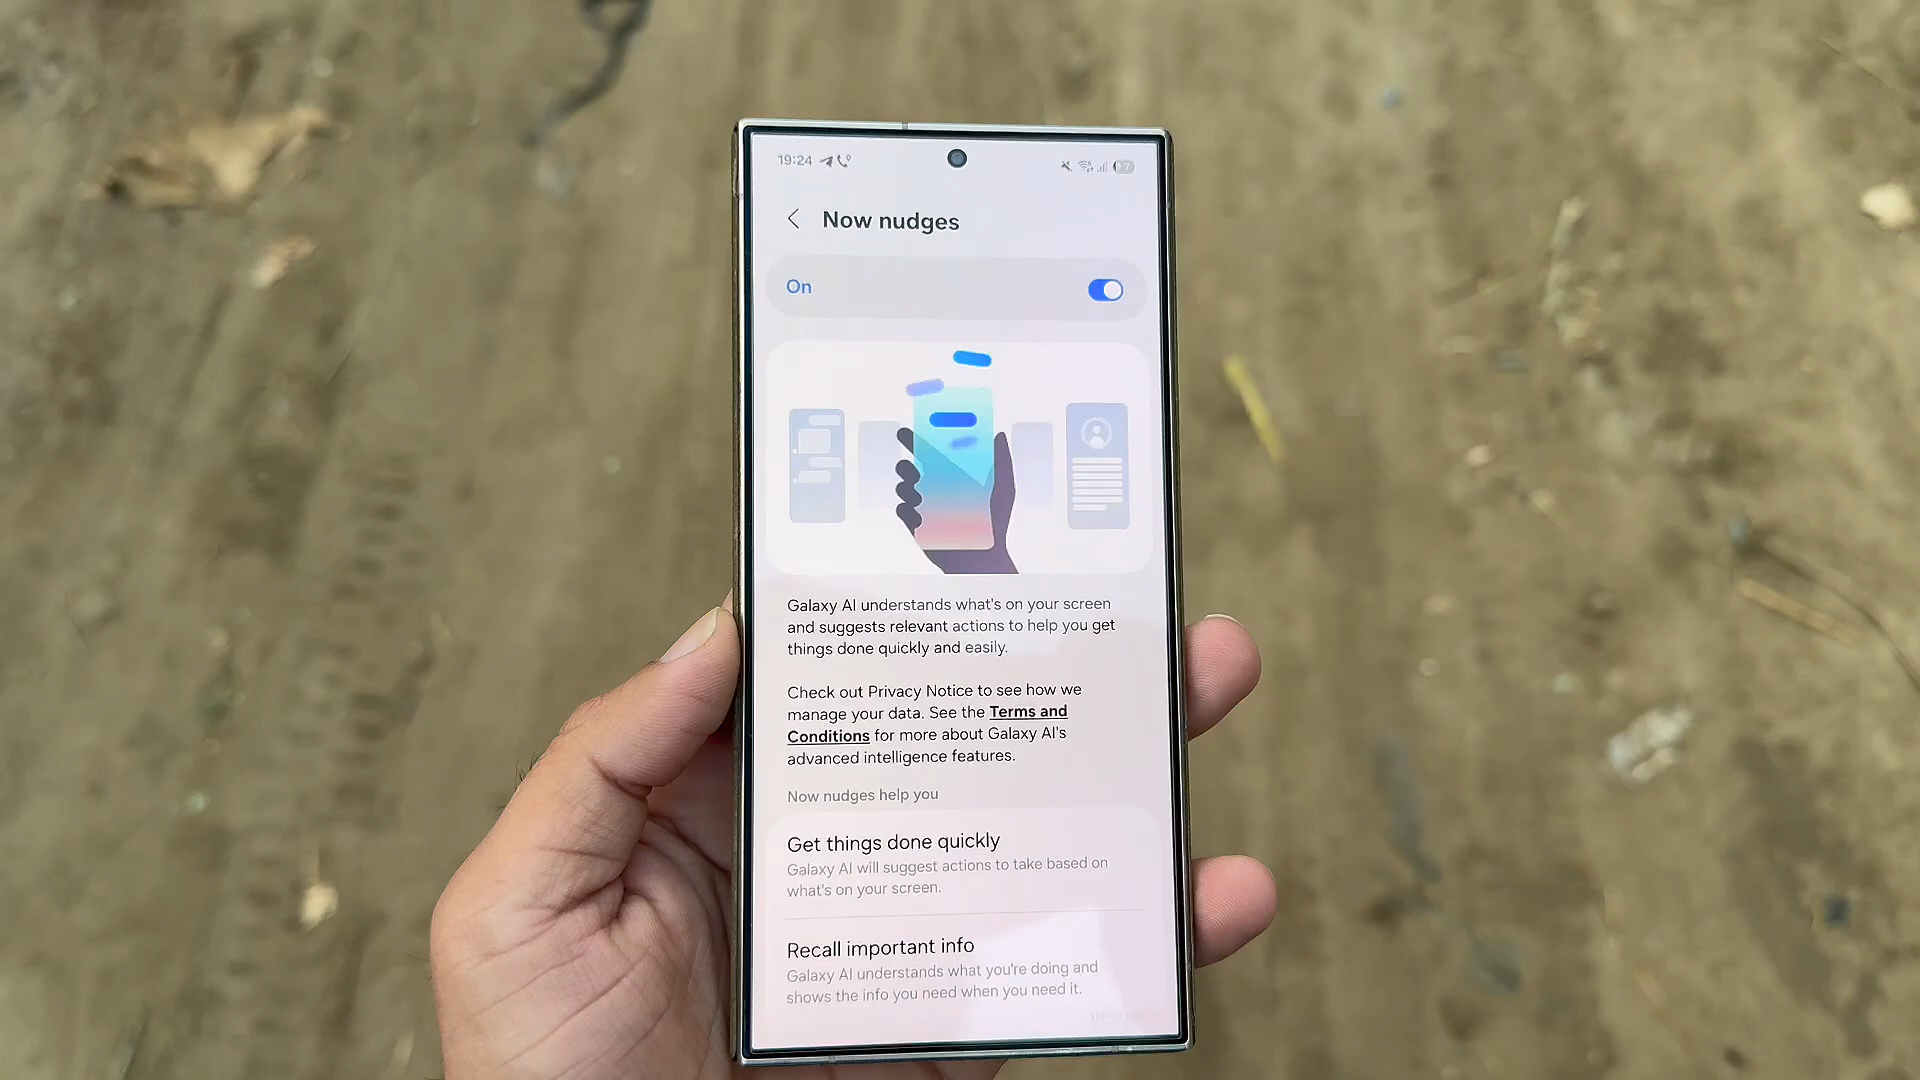 19:24
Now nudges
On
Galaxy AI understands what's on your screen
and suggests relevant actions to help you get
things done quickly and easily.
Check out Privacy Notice to see how we
manage your data. See the Terms and
Conditions for more about Galaxy AI's
advanced intelligence features.
Now nudges help you
Get things done quickly
Galaxy AI will suggest actions to take based on
what's on your screen.
Recall important info
Galaxy AI understands what you're doing and
shows the info you need when you need it.